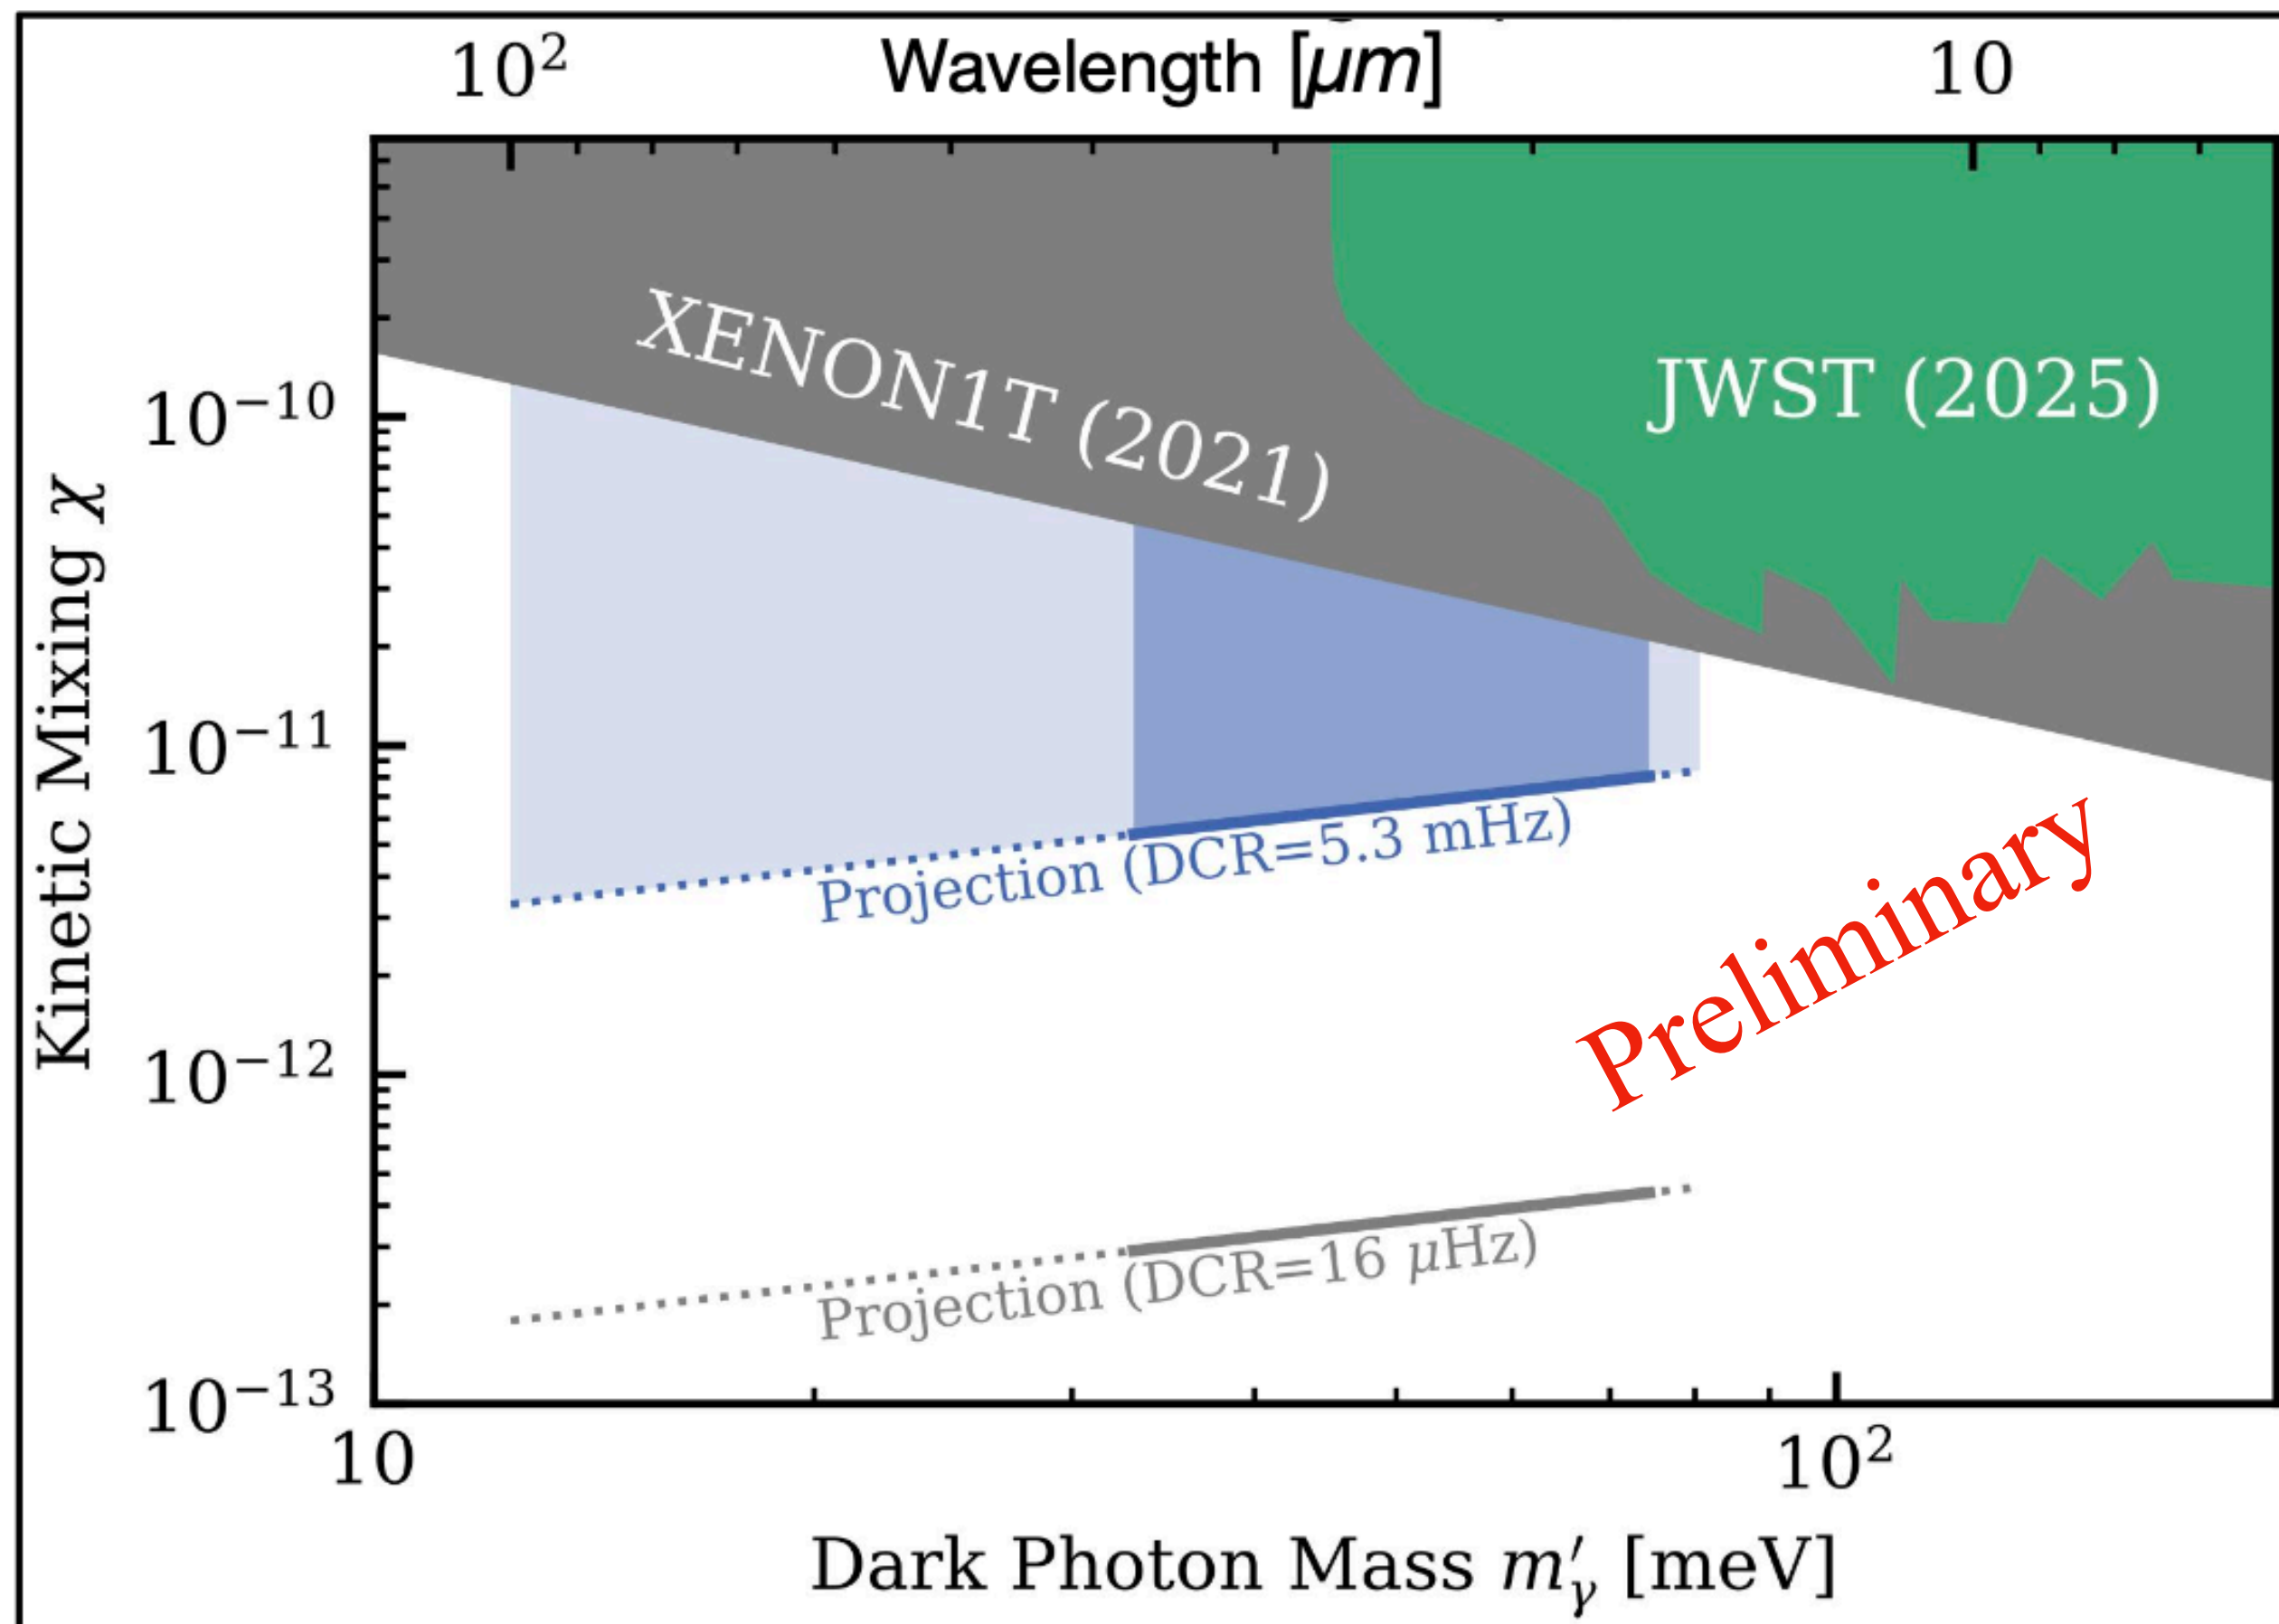 Wavelength [μm]
10² 10
XENON1T (2021)
JWST (2025)
Kinetic Mixing χ
10⁻¹⁰
10⁻¹¹
10⁻¹²
10⁻¹³
Projection (DCR=5.3 mHz)
Preliminary
Projection (DCR=16 μHz)
10 10²
Dark Photon Mass m′ᵧ [meV]